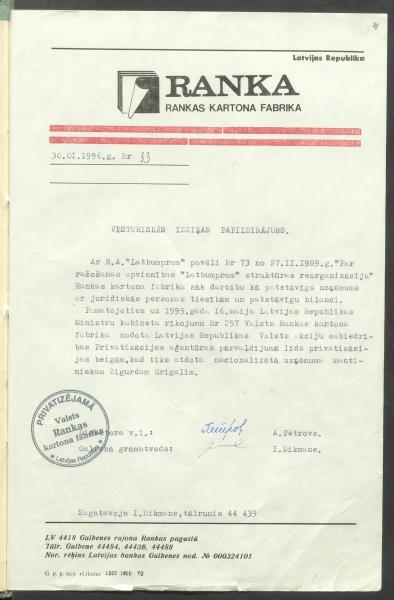 Latvijas Republika
RANKA
RANKAS KARTONA FABRIKA
30.01.1996.g. Nr 33
VĒSTURISKĀS IZZIŅAS PAPILDINĀJUMS.
Ar R.A."Latbumprom" pavēli Nr 73 no 27.II.1989.g."Par
ražošanas apvienības "Latbumprom" struktūras reorganizāciju"
Rankas kartona fabrika sāk darbību kā patstāvīgs uzņēmums
ar juridiskās personas tiesībām un patstāvīgu bilanci.
Pamatojoties uz 1995.gada 16.maija Latvijas Republikas
Ministru kabineta rīkojumu Nr 257 Valsts Rankas kartona
fabrika nodota Latvijas Republikas Valsts akciju sabiedrī-
bas Privatizācijas aģentūras pārvaldījumā līdz privatizāci-
jas beigām, kad tiks atdota nacionalizētā uzņēmuma manti-
niekam Zigurdam Grigalim.
PRIVATIZĒJAMĀ
Valsts
Rankas
kartona fabrika
Latvijas Republika
v.i.: A.Petrovs.
grāmatvede: I.Dikmane.
Sagatavoja I.Dikmane, tālrunis 44 439
LV 4418 Gulbenes rajona Rankas pagastā
Tālr. Gulbene 44484, 44439, 44488
Nor. rēķins Latvijas bankas Gulbenes nod. № 000324101